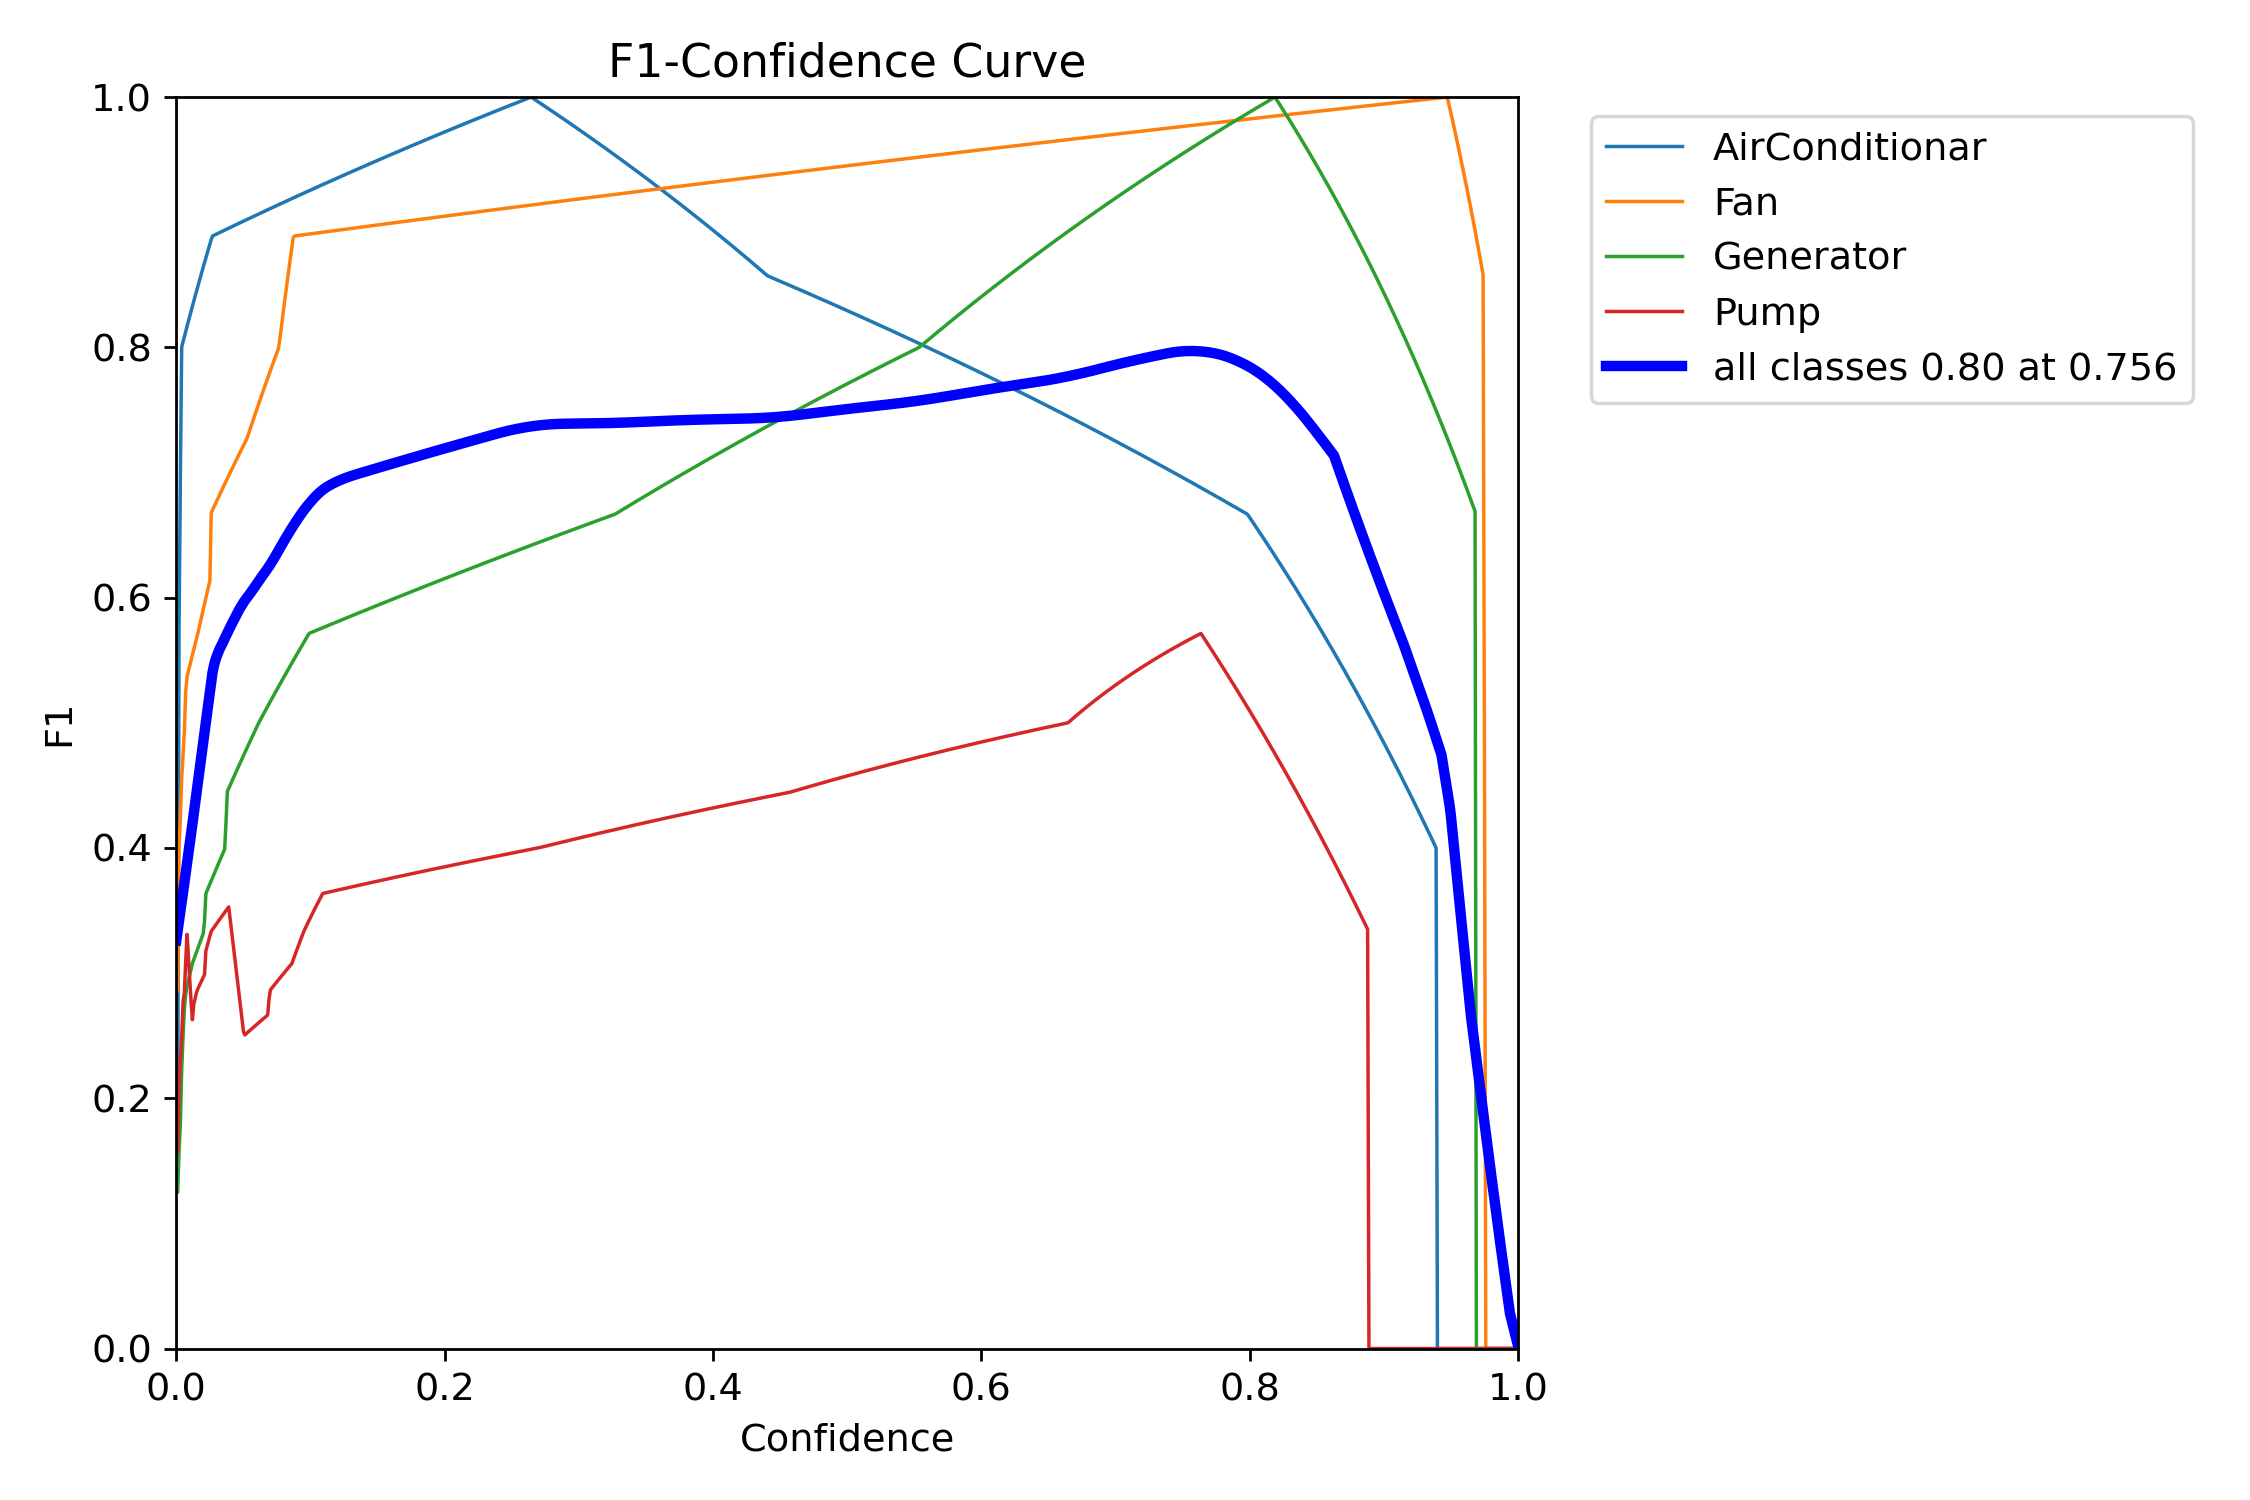 F1-Confidence Curve
1.0
0.8
0.6
0.4
0.2
0.0
F1
0.0 0.2 0.4 0.6 0.8 1.0
Confidence
AirConditionar
Fan
Generator
Pump
all classes 0.80 at 0.756